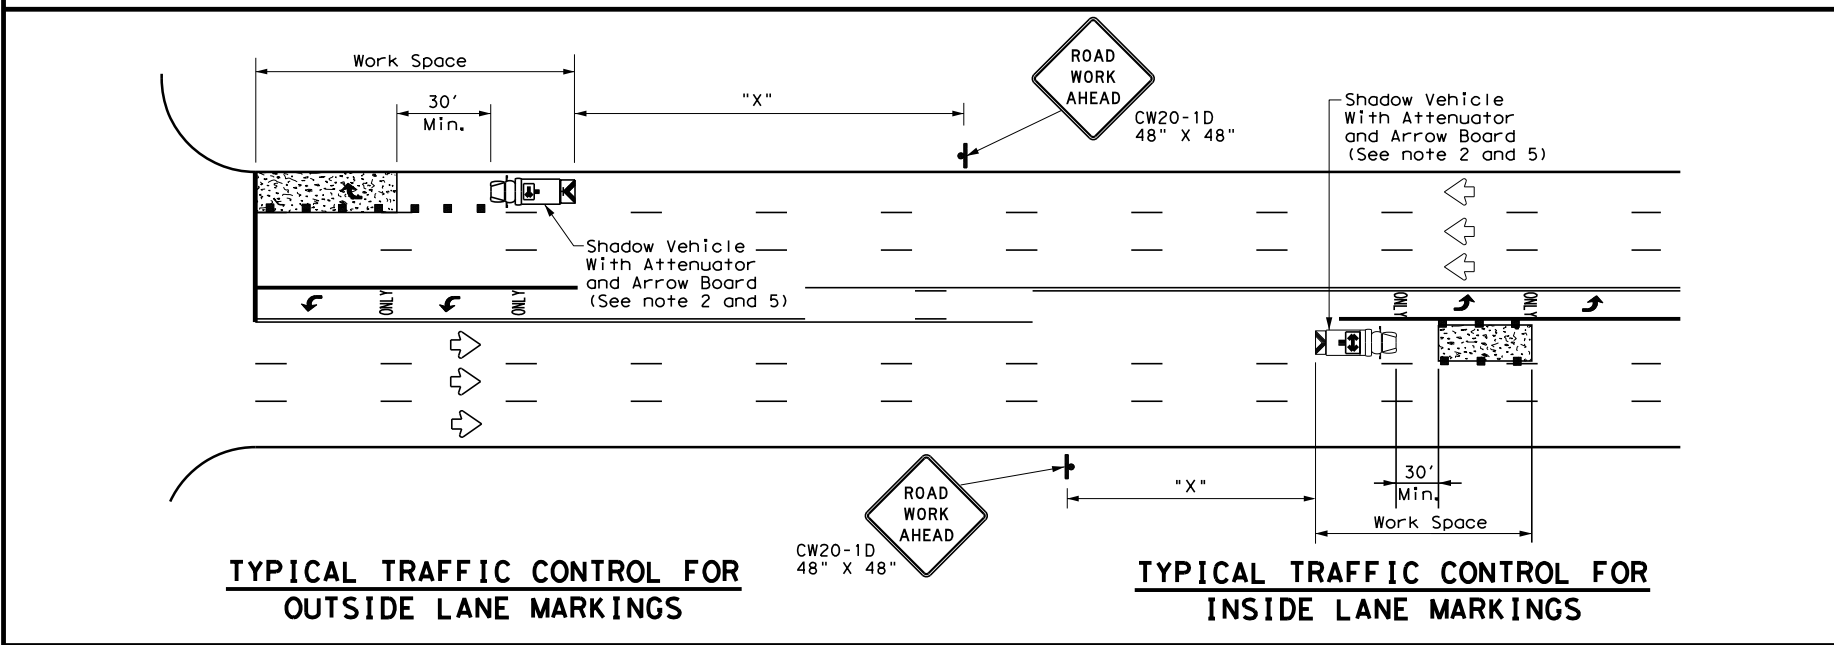 Work Space
30'
Min.
"X"
ROAD
WORK
AHEAD
CW20-1D
48" X 48"
Shadow Vehicle
With Attenuator
and Arrow Board
(See note 2 and 5)
Shadow Vehicle
With Attenuator
and Arrow Board
(See note 2 and 5)
ONLY
ONLY
ONLY
ONLY
ROAD
WORK
AHEAD
CW20-1D
48" X 48"
"X"
30'
Min.
Work Space
TYPICAL TRAFFIC CONTROL FOR
OUTSIDE LANE MARKINGS
TYPICAL TRAFFIC CONTROL FOR
INSIDE LANE MARKINGS